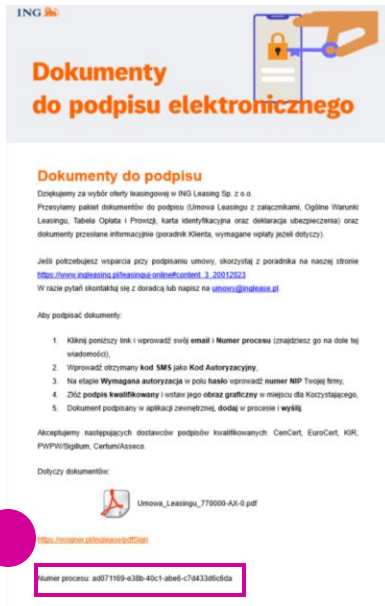 ING
Dokumenty
do podpisu elektronicznego
Dokumenty do podpisu
Dziękujemy za wybór oferty leasingowej w ING Leasing Sp. z o.o.
Przesyłamy pakiet dokumentów do podpisu (Umowa Leasingu z załącznikami, Ogólne Warunki
Leasingu, Tabela Opłata i Prowizji, karta identyfikacyjna oraz deklaracja ubezpieczenia) oraz
dokumenty przesłane informacyjnie (poradnik Klienta, wymagane wpłaty jeżeli dotyczy).
Jeśli potrzebujesz wsparcia przy podpisaniu umowy, skorzystaj z poradnika na naszej stronie
https://www.ingleasing.pl/leasinguj-online#content_3_20012023
W razie pytań skontaktuj się z doradcą lub napisz na umowy@inglease.pl.
Aby podpisać dokumenty:
1. Kliknij poniższy link i wprowadź swój email i Numer procesu (znajdziesz go na dole tej
wiadomości),
2. Wprowadź otrzymany kod SMS jako Kod Autoryzacyjny,
3. Na etapie Wymagana autoryzacja w polu hasło wprowadź numer NIP Twojej firmy,
4. Złóż podpis kwalifikowany i wstaw jego obraz graficzny w miejscu dla Korzystającego,
5. Dokument podpisany w aplikacji zewnętrznej, dodaj w procesie i wyślij.
Akceptujemy następujących dostawców podpisów kwalifikowanych: CenCert, EuroCert, KIR,
PWPW/Sigillum, Certum/Asseco.
Dotyczy dokumentów:
Umowa_Leasingu_770000-AX-0.pdf
https://esigner.pl/inglease/pdfSign
Numer procesu: ad071169-e38b-40c1-abe6-c7d433d6c6da